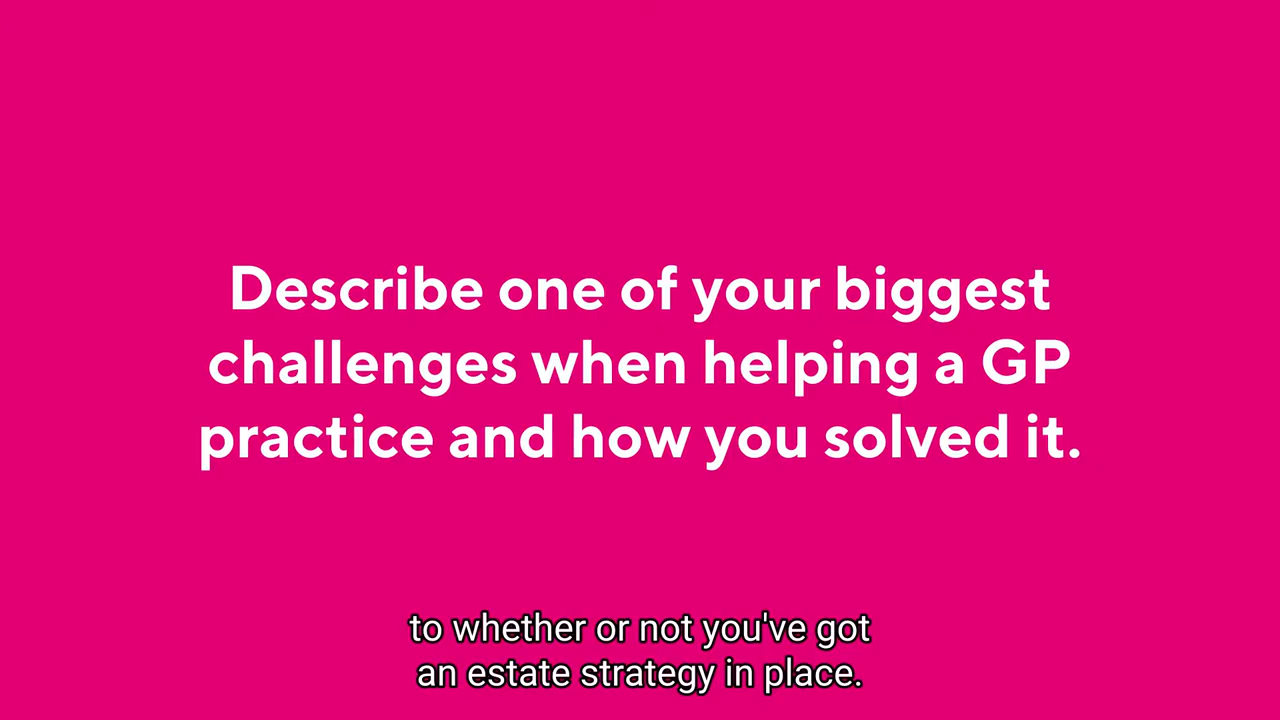 Describe one of your biggest
challenges when helping a GP
practice and how you solved it.
to whether or not you've got
an estate strategy in place.